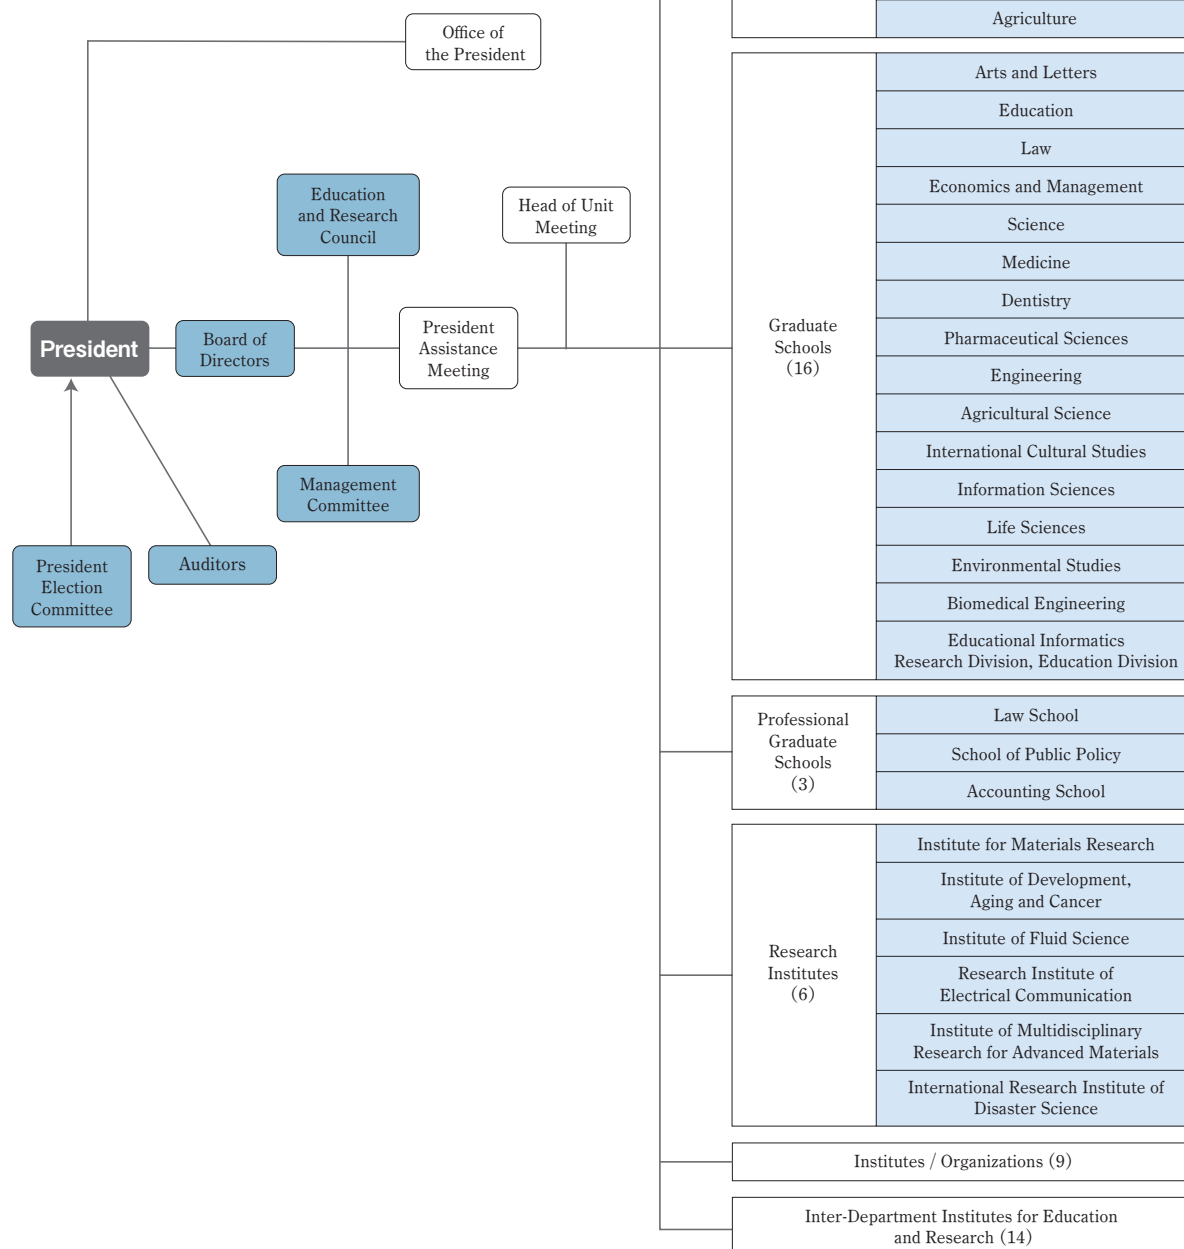 Office of
the President
Education
and Research
Council
Head of Unit
Meeting
President
Board of
Directors
President
Assistance
Meeting
Management
Committee
President
Election
Committee
Auditors
Agriculture
Graduate
Schools
(16)
Arts and Letters
Education
Law
Economics and Management
Science
Medicine
Dentistry
Pharmaceutical Sciences
Engineering
Agricultural Science
International Cultural Studies
Information Sciences
Life Sciences
Environmental Studies
Biomedical Engineering
Educational Informatics
Research Division, Education Division
Professional
Graduate
Schools
(3)
Law School
School of Public Policy
Accounting School
Research
Institutes
(6)
Institute for Materials Research
Institute of Development,
Aging and Cancer
Institute of Fluid Science
Research Institute of
Electrical Communication
Institute of Multidisciplinary
Research for Advanced Materials
International Research Institute of
Disaster Science
Institutes / Organizations (9)
Inter-Department Institutes for Education
and Research (14)